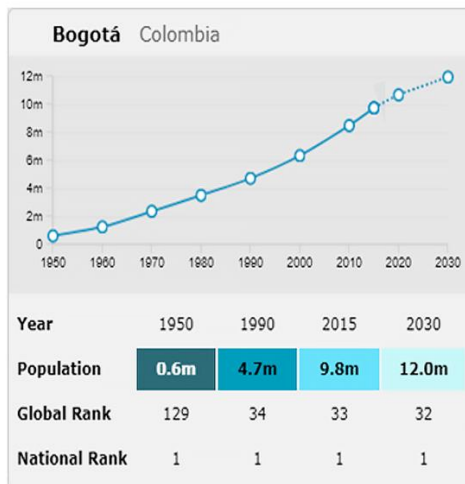 Bogotá Colombia
12m
10m
8m
6m
4m
2m
0
1950 1960 1970 1980 1990 2000 2010 2020 2030
Year 1950 1990 2015 2030
Population 0.6m 4.7m 9.8m 12.0m
Global Rank 129 34 33 32
National Rank 1 1 1 1